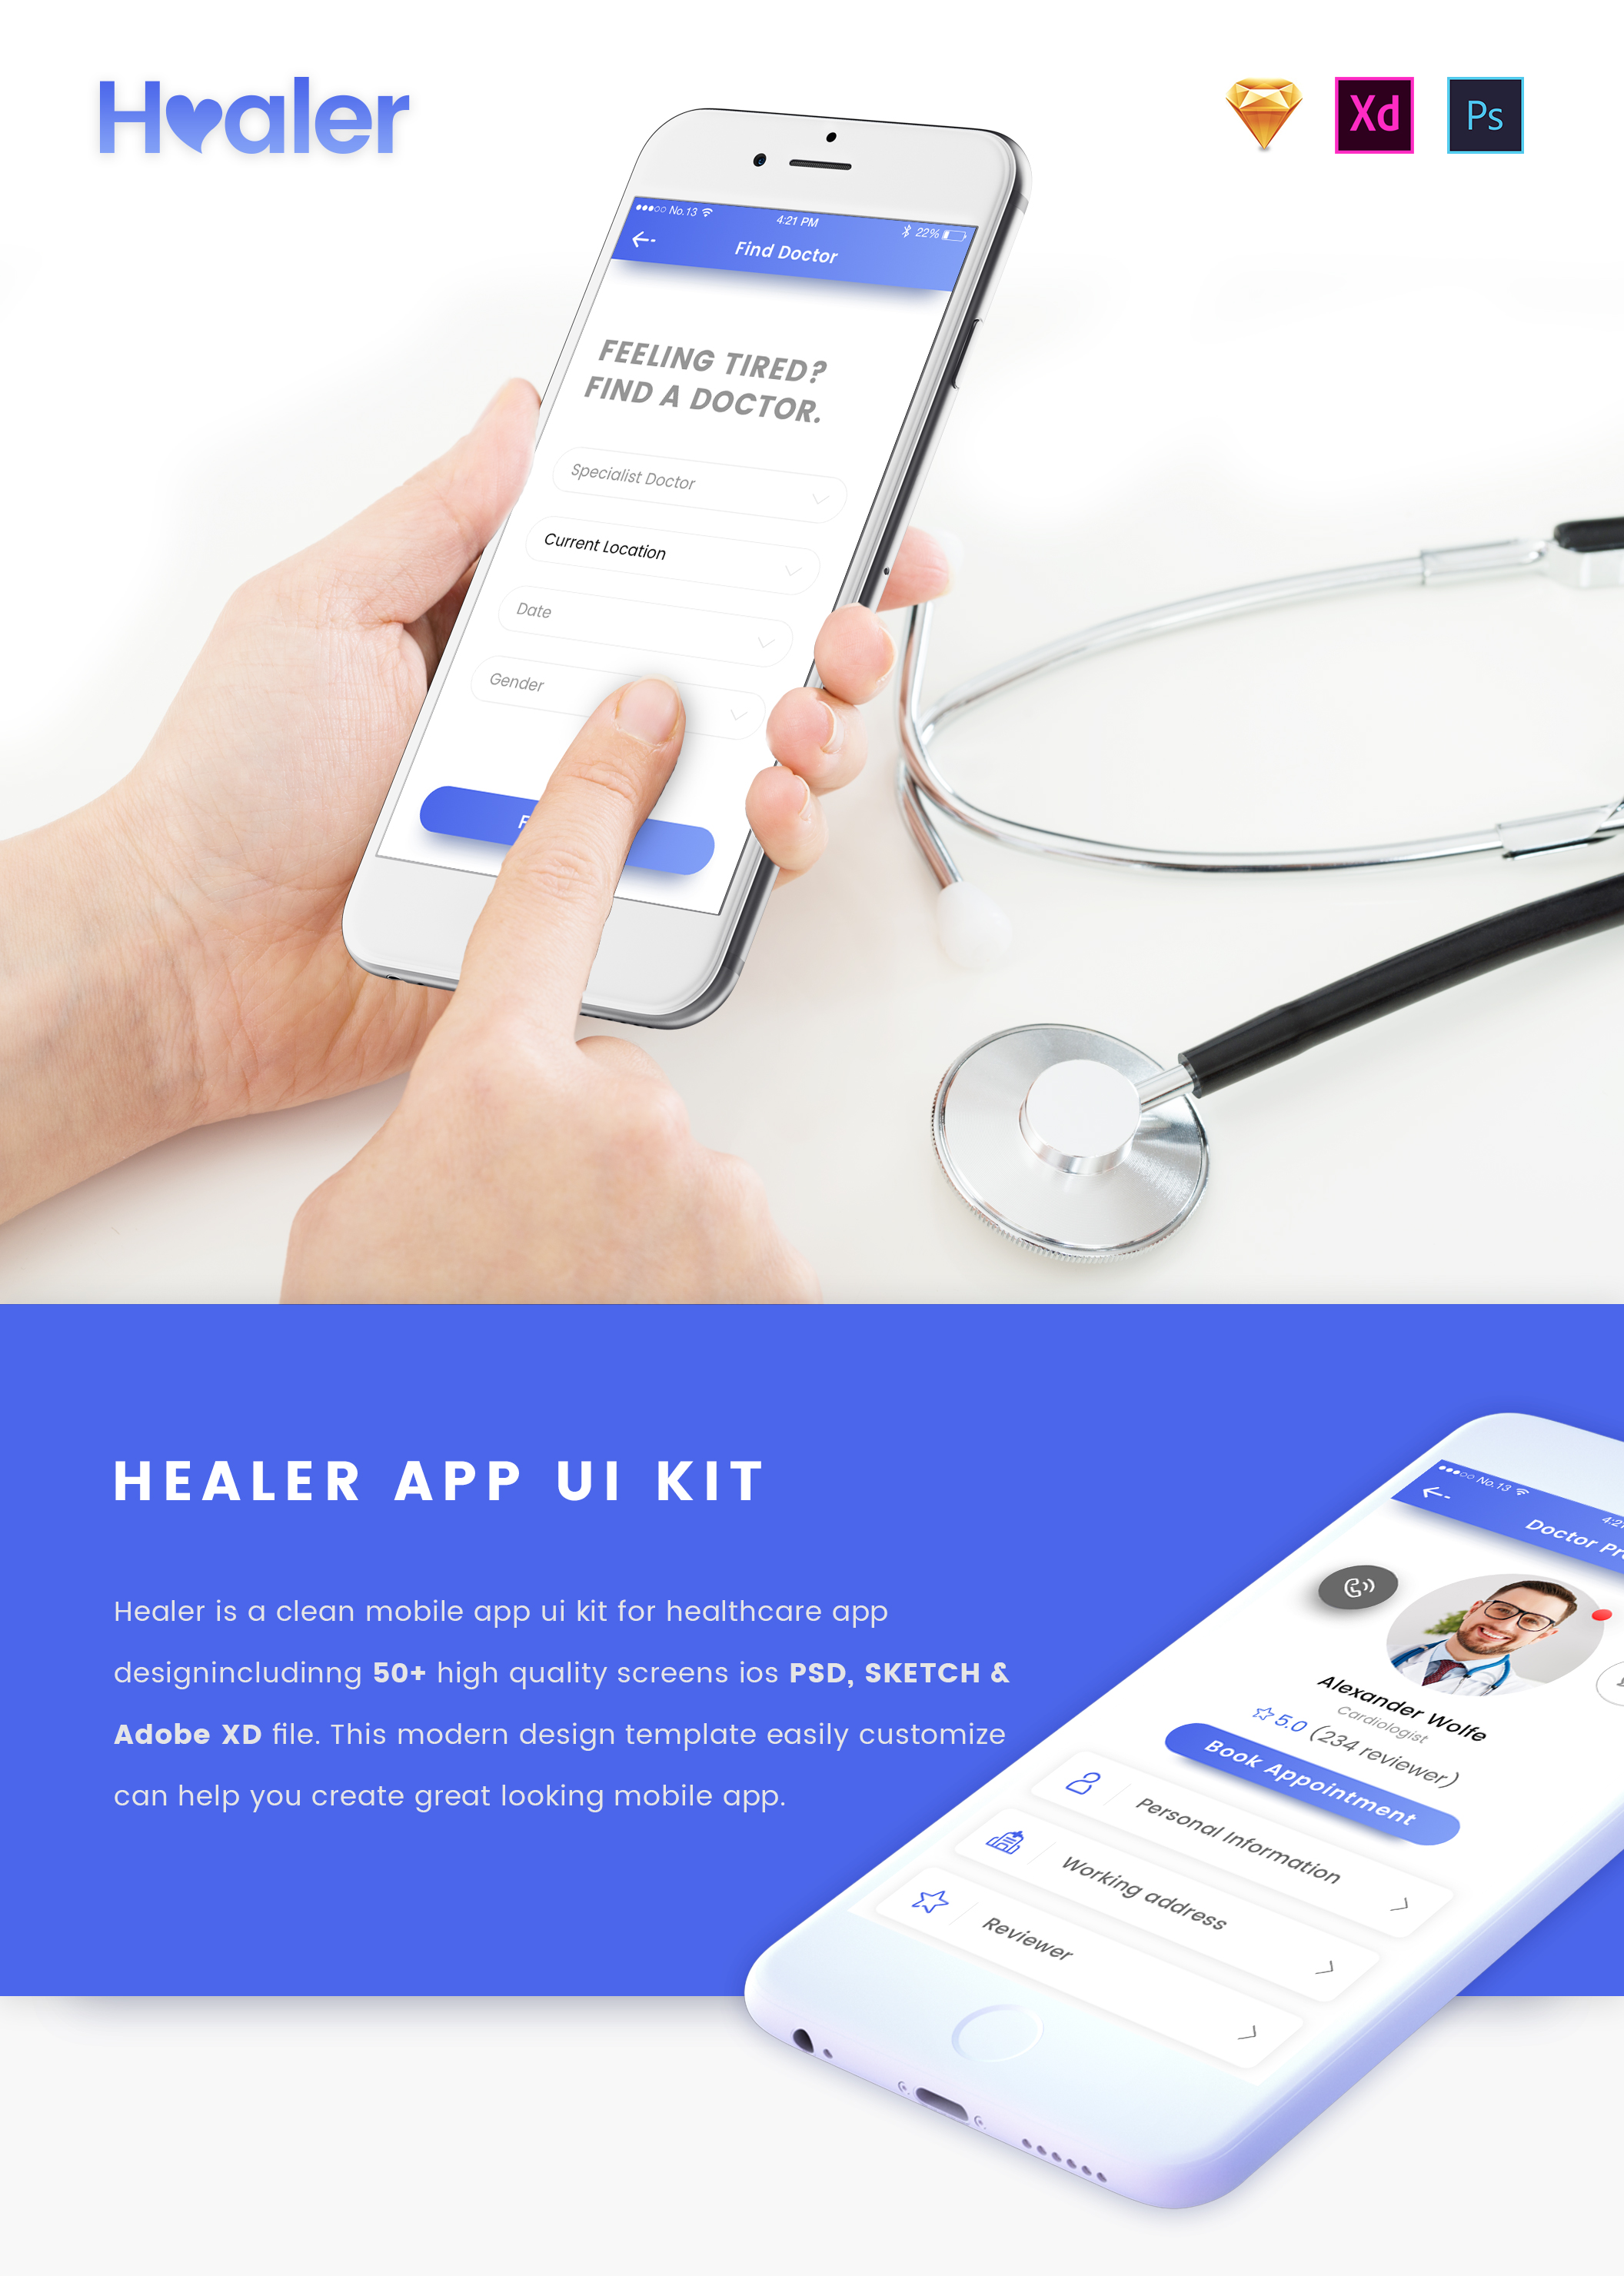 Healer
Xd
Ps
No.13
4:21 PM
22%
Find Doctor
FEELING TIRED?
FIND A DOCTOR.
Specialist Doctor
Current Location
Date
Gender
HEALER APP UI KIT
Healer is a clean mobile app ui kit for healthcare app
designincludinng 50+ high quality screens ios PSD, SKETCH &
Adobe XD file. This modern design template easily customize
can help you create great looking mobile app.
No.13
Doctor
Alexander Wolfe
Cardiologist
5.0 (234 reviewer)
Book Appointment
Personal Information
Working address
Reviewer